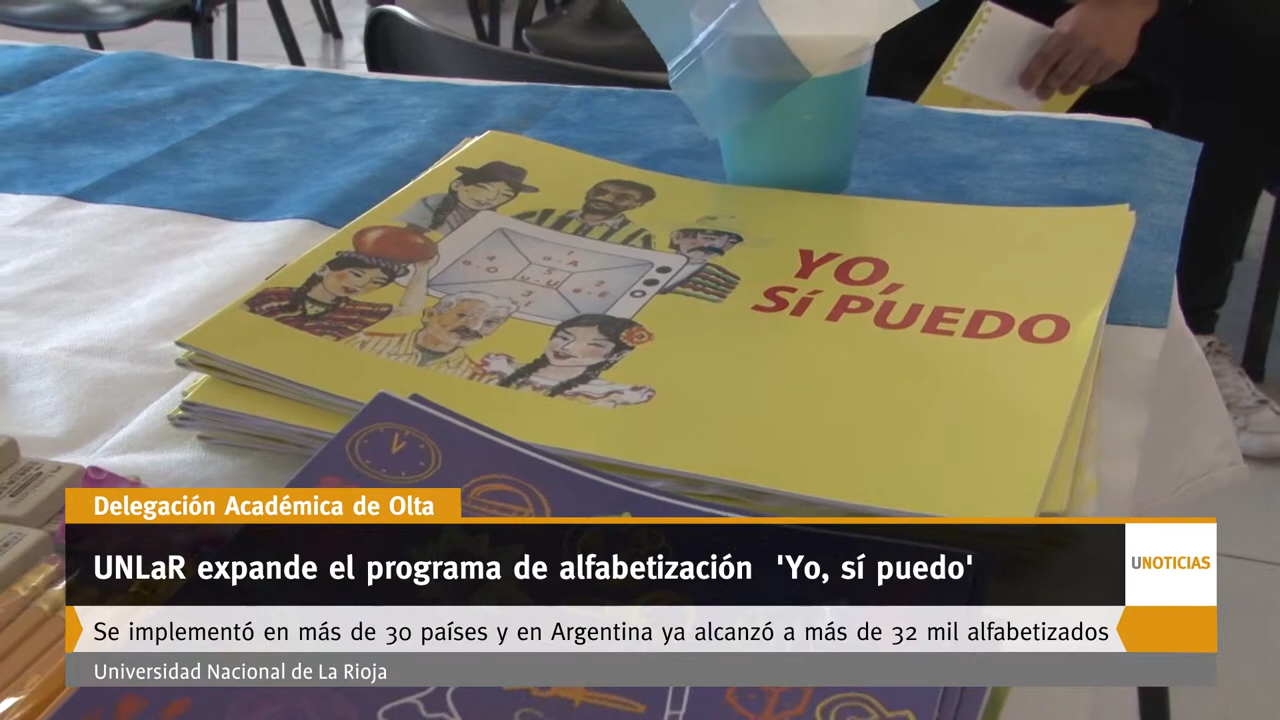 YO,
SÍ PUEDO
Delegación Académica de Olta
UNLaR expande el programa de alfabetización 'Yo, sí puedo'
UNOTICIAS
Se implementó en más de 30 países y en Argentina ya alcanzó a más de 32 mil alfabetizados
Universidad Nacional de La Rioja